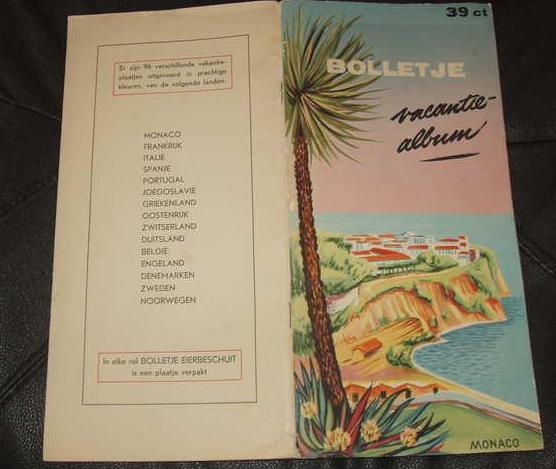 Er zijn 96 verschillende vakantie-
plaatjes uitgevoerd in prachtige
kleuren, van de volgende landen:
MONACO
FRANKRIJK
ITALIE
SPANJE
PORTUGAL
JOEGOSLAVIE
GRIEKENLAND
OOSTENRIJK
ZWITSERLAND
DUITSLAND
BELGIË
ENGELAND
DENEMARKEN
ZWEDEN
NOORWEGEN
In elke rol BOLLETJE EIERBESCHUIT
is een plaatje verpakt
39 ct
BOLLETJE
vacantie-
album
MONACO